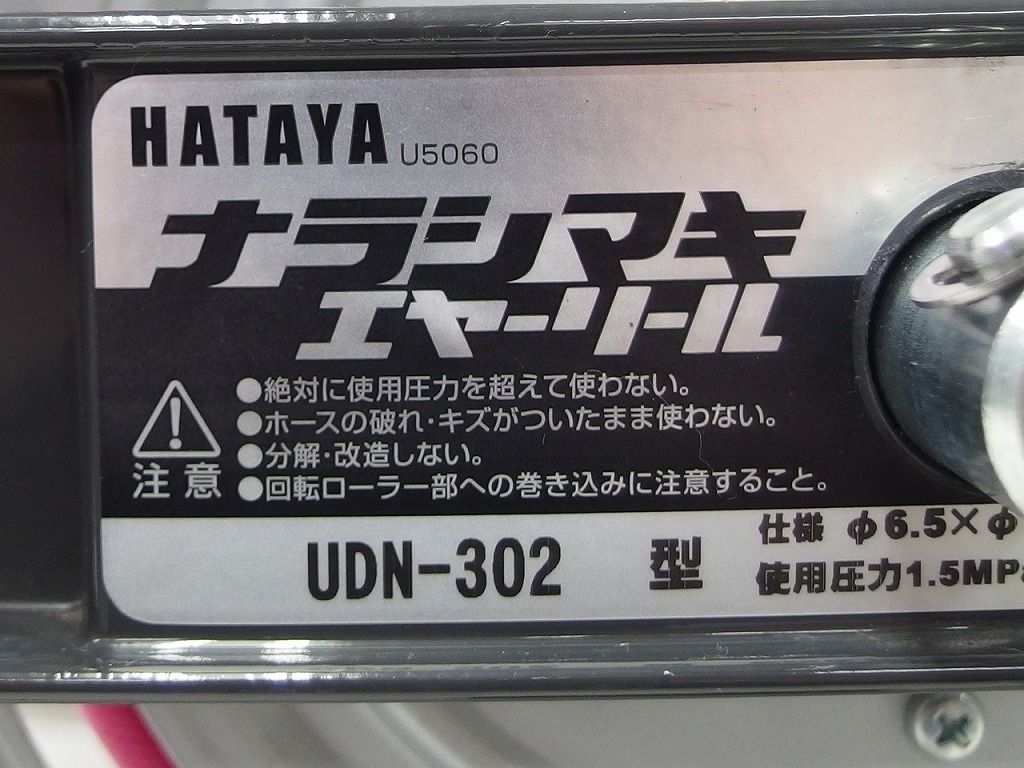 HATAYA U5060
ナラシマキ
エヤーリール
注意
●絶対に使用圧力を超えて使わない。
●ホースの破れ・キズがついたまま使わない。
●分解・改造しない。
●回転ローラー部への巻き込みに注意すること。
UDN-302 型
仕様 φ6.5×φ
使用圧力1.5MPa